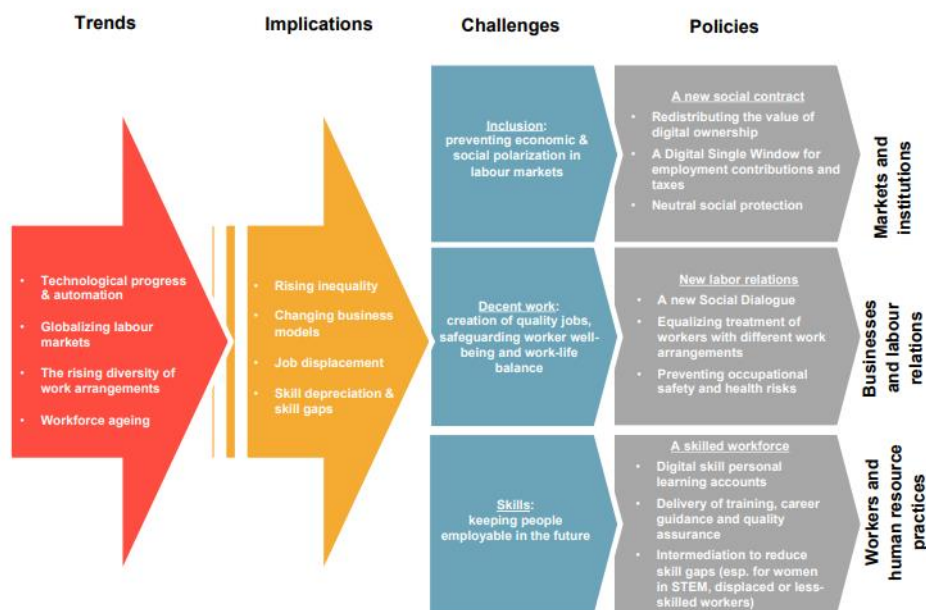 Trends
Implications
Challenges
Policies
• Technological progress
& automation
• Globalizing labour
markets
• The rising diversity of
work arrangements
• Workforce ageing
• Rising inequality
• Changing business
models
• Job displacement
• Skill depreciation &
skill gaps
Inclusion:
preventing economic &
social polarization in
labour markets
A new social contract
• Redistributing the value of
digital ownership
• A Digital Single Window for
employment contributions and
taxes
• Neutral social protection
Markets and
institutions
Decent work:
creation of quality jobs,
safeguarding worker well-
being and work-life
balance
New labor relations
• A new Social Dialogue
• Equalizing treatment of
workers with different work
arrangements
• Preventing occupational
safety and health risks
Businesses
and labour
relations
Skills:
keeping people
employable in the future
A skilled workforce
• Digital skill personal
learning accounts
• Delivery of training, career
guidance and quality
assurance
• Intermediation to reduce
skill gaps (esp. for women
in STEM, displaced or less-
skilled workers)
Workers and
human resource
practices